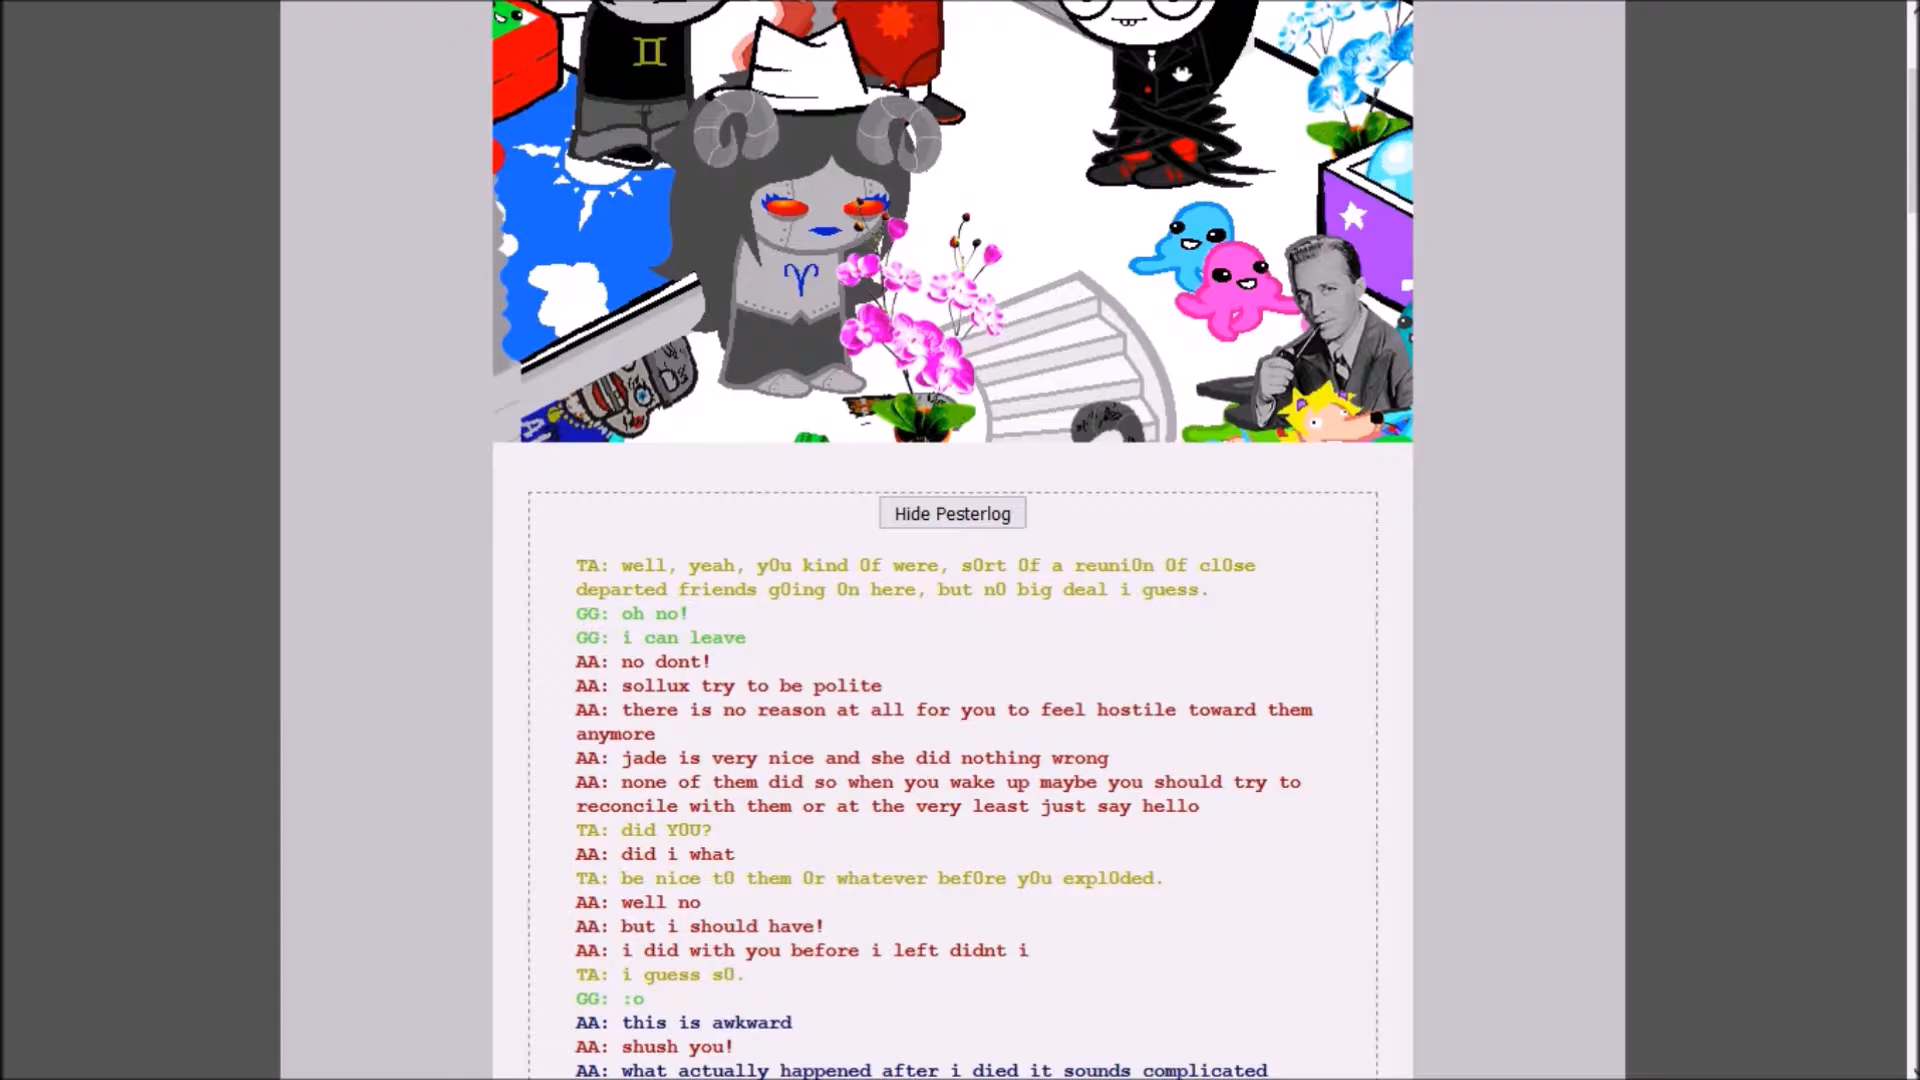 Hide Pesterlog
TA: well, yeah, y0u kind 0f were, s0rt 0f a reuni0n 0f cl0se
departed friends g0ing 0n here, but n0 big deal i guess.
GG: oh no!
GG: i can leave
AA: no dont!
AA: sollux try to be polite
AA: there is no reason at all for you to feel hostile toward them
anymore
AA: jade is very nice and she did nothing wrong
AA: none of them did so when you wake up maybe you should try to
reconcile with them or at the very least just say hello
TA: did Y0U?
AA: did i what
TA: be nice t0 them 0r whatever bef0re y0u expl0ded.
AA: well no
AA: but i should have!
AA: i did with you before i left didnt i
TA: i guess s0.
GG: :o
AA: this is awkward
AA: shush you!
AA: what actually happened after i died it sounds complicated